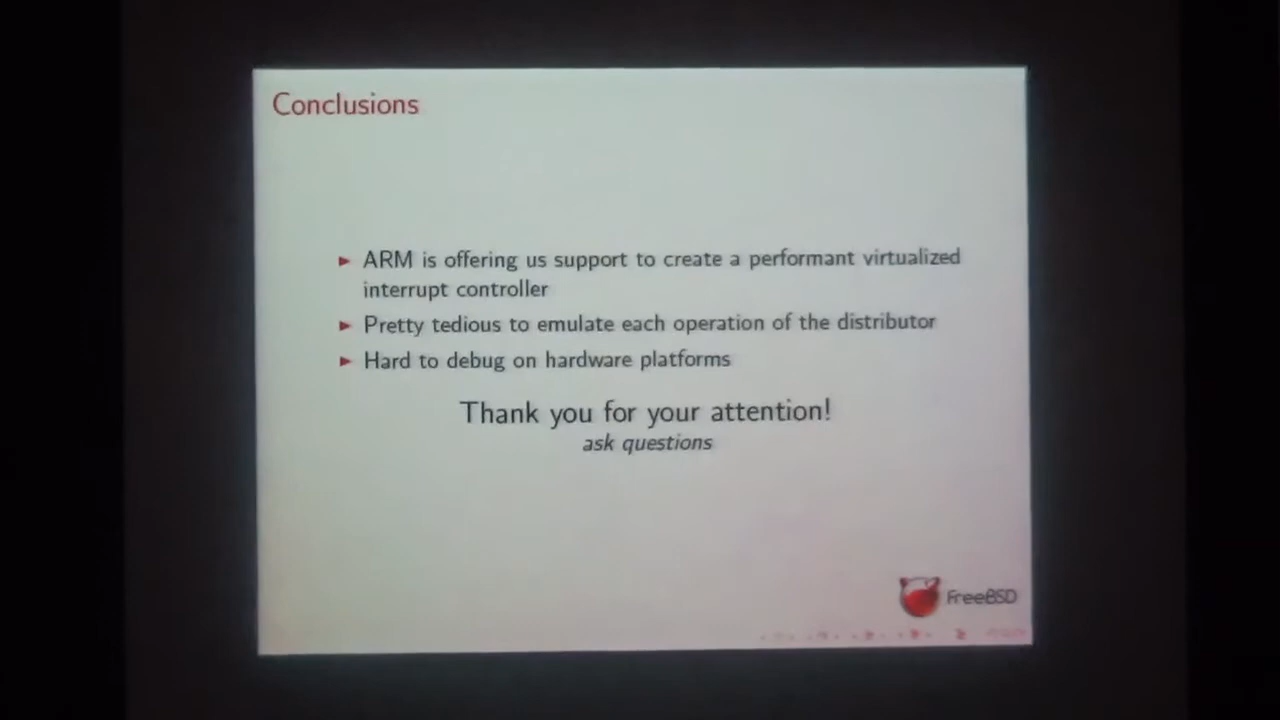 Conclusions
ARM is offering us support to create a performant virtualized
interrupt controller
Pretty tedious to emulate each operation of the distributor
Hard to debug on hardware platforms
Thank you for your attention!
ask questions
FreeBSD